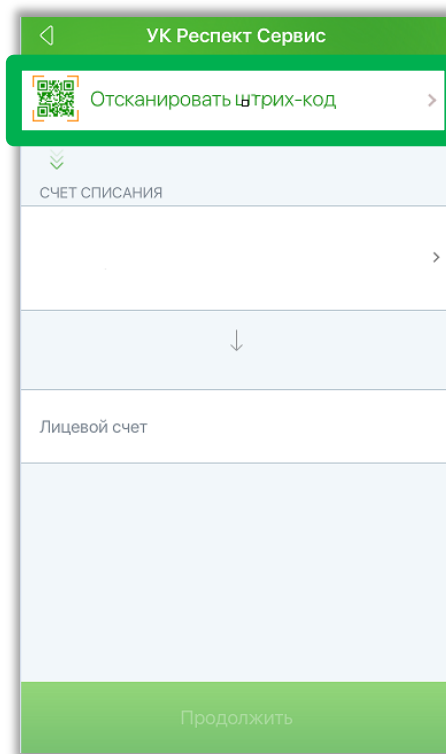 УК Респект Сервис
Отсканировать штрих-код
СЧЕТ СПИСАНИЯ
Лицевой счет
Продолжить